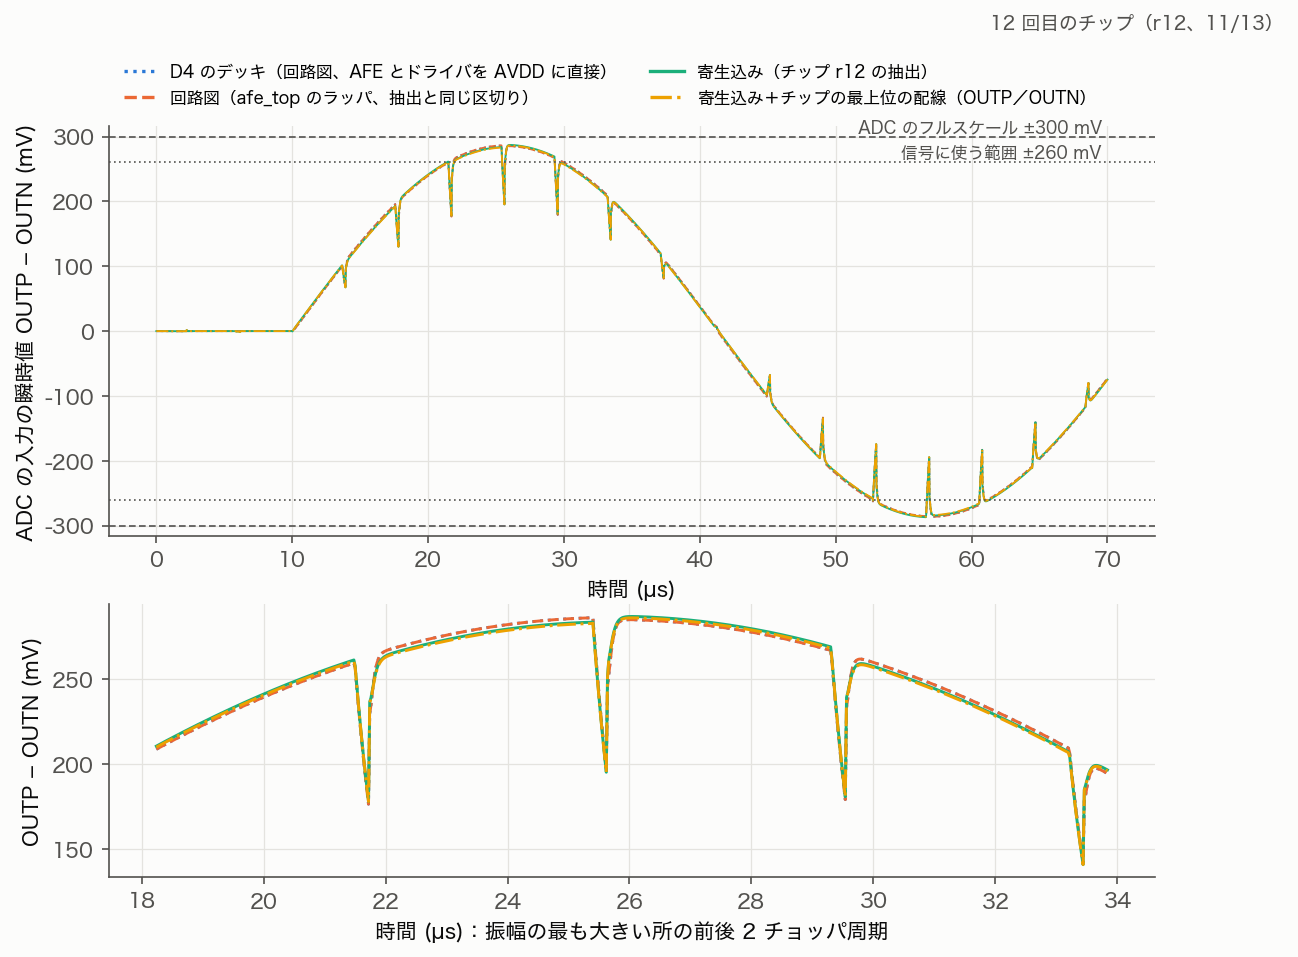 12 回目のチップ（r12、11/13）
D4 のデッキ（回路図、AFE とドライバを AVDD に直接）
寄生込み（チップ r12 の抽出）
回路図（afe_top のラッパ、抽出と同じ区切り）
寄生込み＋チップの最上位の配線（OUTP／OUTN）
ADC のフルスケール ±300 mV
信号に使う範囲 ±260 mV
ADC の入力の瞬時値 OUTP − OUTN (mV)
300
200
100
0
-100
-200
-300
0 10 20 30 40 50 60 70
時間 (µs)
OUTP − OUTN (mV)
250
200
150
18 20 22 24 26 28 30 32 34
時間 (µs)：振幅の最も大きい所の前後 2 チョッパ周期